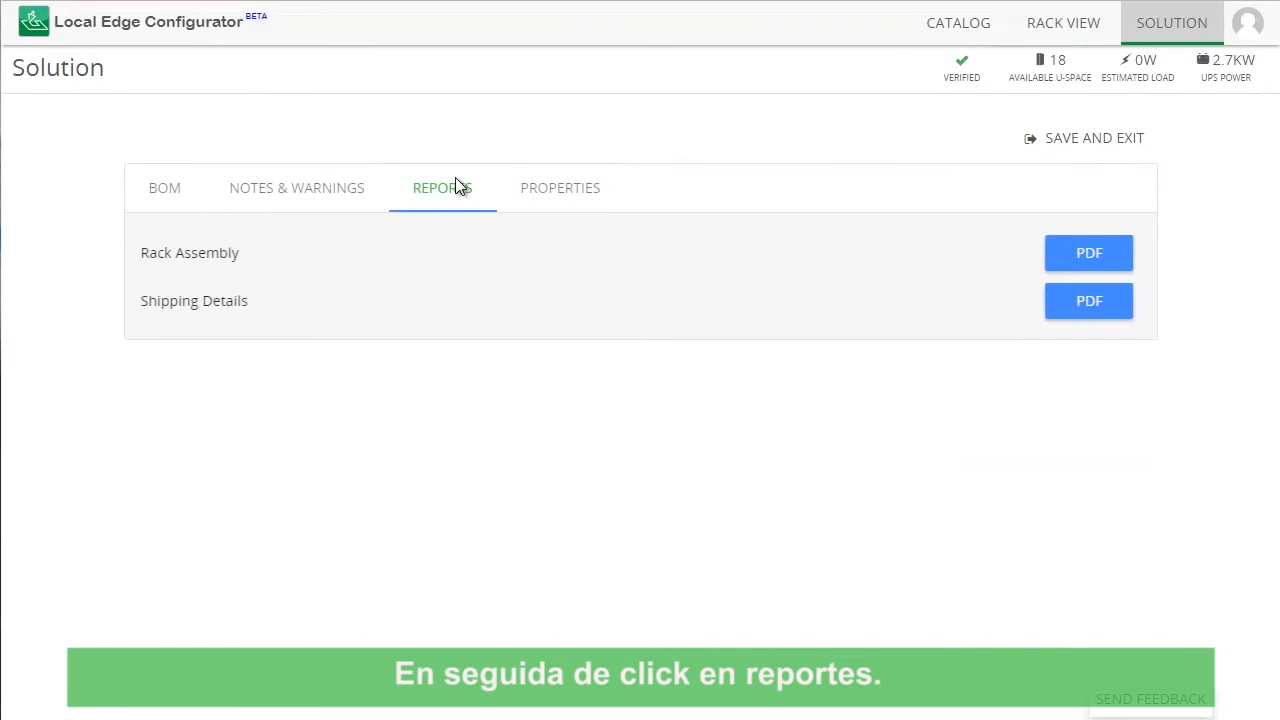 Local Edge Configurator BETA
CATALOG RACK VIEW SOLUTION
Solution
18 0W 2.7KW
VERIFIED AVAILABLE U-SPACE ESTIMATED LOAD UPS POWER
SAVE AND EXIT
BOM NOTES & WARNINGS REPORTS PROPERTIES
Rack Assembly PDF
Shipping Details PDF
En seguida de click en reportes.
SEND FEEDBACK